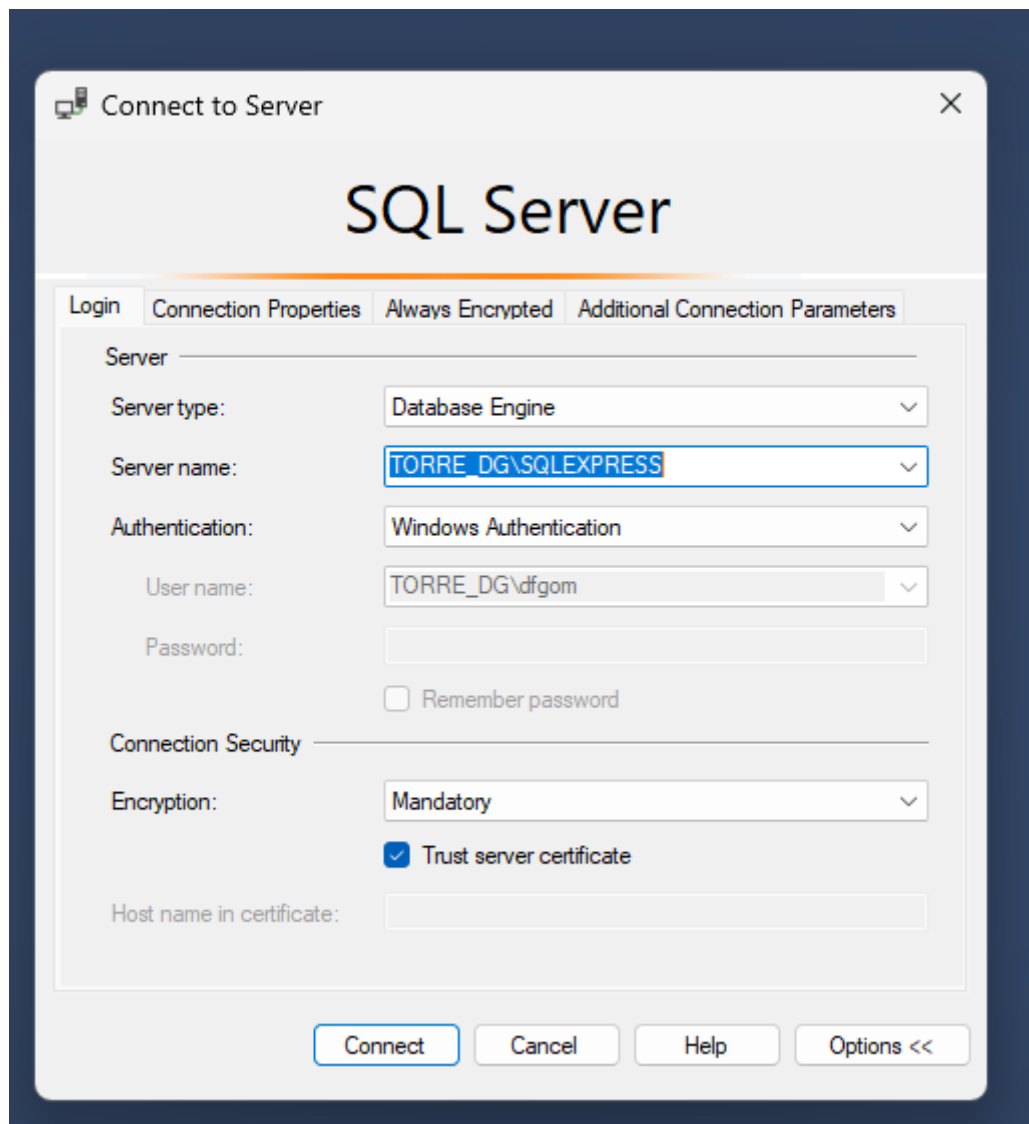 Connect to Server
SQL Server
Login Connection Properties Always Encrypted Additional Connection Parameters
Server
Server type: Database Engine
Server name: TORRE_DG\SQLEXPRESS
Authentication: Windows Authentication
User name: TORRE_DG\dfgom
Password:
Remember password
Connection Security
Encryption: Mandatory
Trust server certificate
Host name in certificate:
Connect Cancel Help Options <<